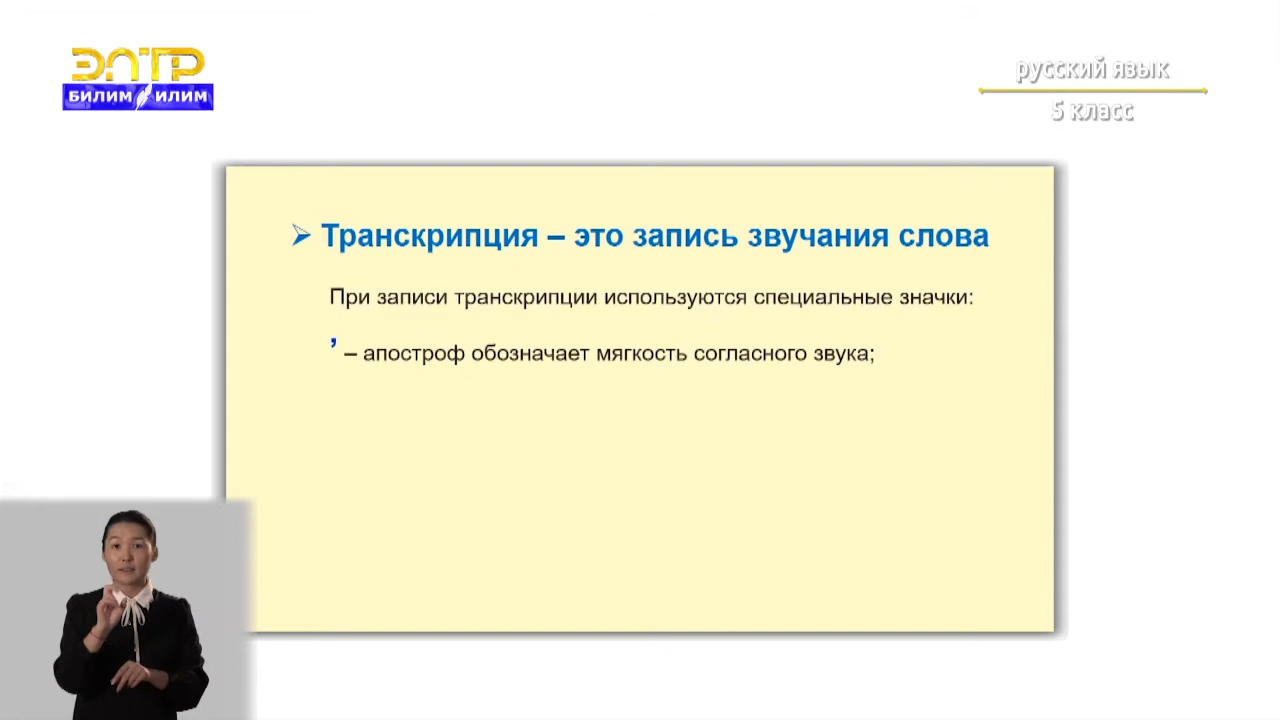 ЭЛТР
БИЛИМ ИЛИМ
русский язык
5 класс
➢ Транскрипция – это запись звучания слова
При записи транскрипции используются специальные значки:
’ – апостроф обозначает мягкость согласного звука;